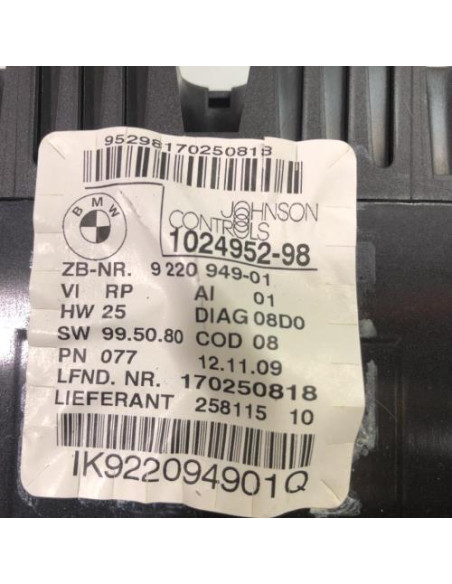 95298170250818
BMW
JOHNSON
CONTROLS
1024952-98
ZB-NR. 9 220 949-01
VI RP AI 01
HW 25 DIAG 08D0
SW 99.50.80 COD 08
PN 077 12.11.09
LFND. NR. 170250818
LIEFERANT 258115 10
IK922094901Q